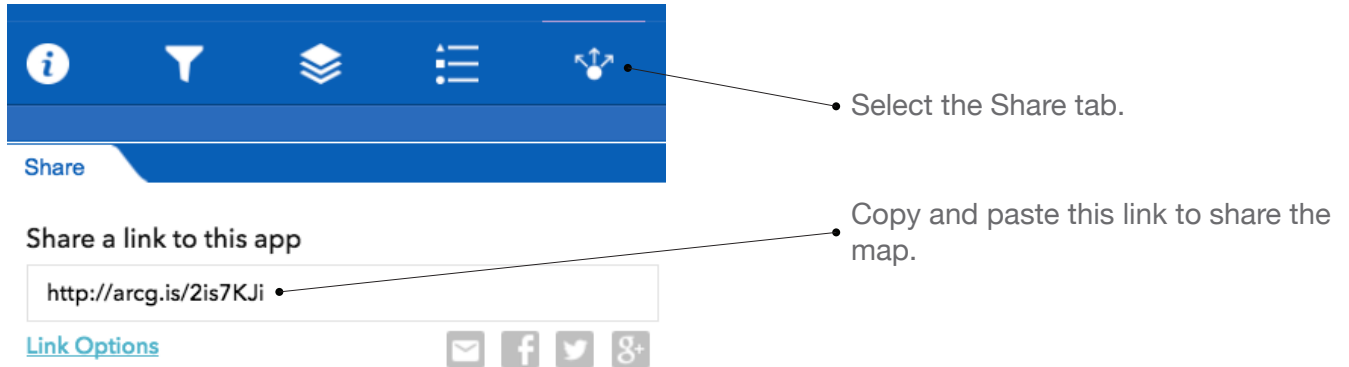 Select the Share tab.
Share
Share a link to this app
Copy and paste this link to share the
map.
http://arcg.is/2is7KJi
Link Options